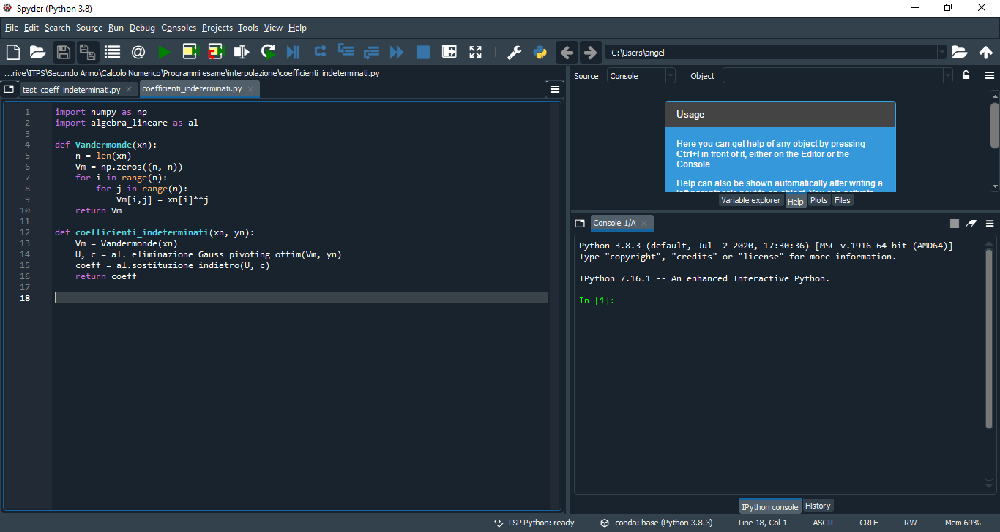 Spyder (Python 3.8)
File Edit Search Source Run Debug Consoles Projects Tools View Help
C:\Users\angel
...rive\ITPS\Secondo Anno\Calcolo Numerico\Programmi esame\interpolazione\coefficienti_indeterminati.py
test_coeff_indeterminati.py
coefficienti_indeterminati.py
1 import numpy as np
2 import algebra_lineare as al
3
4 def Vandermonde(xn):
5     n = len(xn)
6     Vm = np.zeros((n, n))
7     for i in range(n):
8         for j in range(n):
9             Vm[i,j] = xn[i]**j
10     return Vm
11
12 def coefficienti_indeterminati(xn, yn):
13     Vm = Vandermonde(xn)
14     U, c = al. eliminazione_Gauss_pivoting_ottim(Vm, yn)
15     coeff = al.sostituzione_indietro(U, c)
16     return coeff
17
18
Source Console Object
Usage
Here you can get help of any object by pressing
Ctrl+I in front of it, either on the Editor or the
Console.
Help can also be shown automatically after writing a
Variable explorer Help Plots Files
Console 1/A
Python 3.8.3 (default, Jul  2 2020, 17:30:36) [MSC v.1916 64 bit (AMD64)]
Type "copyright", "credits" or "license" for more information.
IPython 7.16.1 -- An enhanced Interactive Python.
In [1]:
IPython console History
LSP Python: ready conda: base (Python 3.8.3) Line 18, Col 1 ASCII CRLF RW Mem 69%